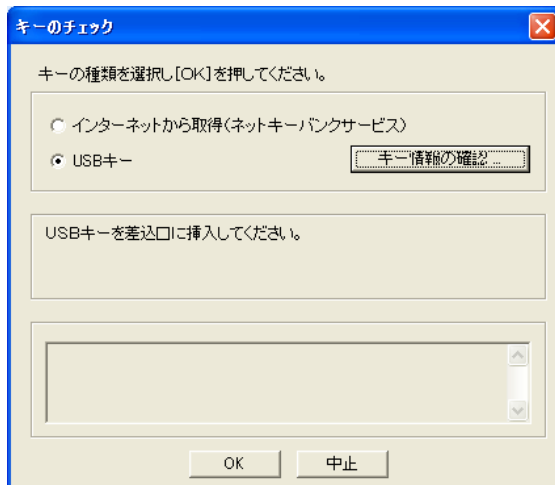 キーのチェック
キーの種類を選択し[OK]を押してください。
インターネットから取得(ネットキーバンクサービス)
USBキー
キー情報の確認 ...
USBキーを差込口に挿入してください。
OK
中止